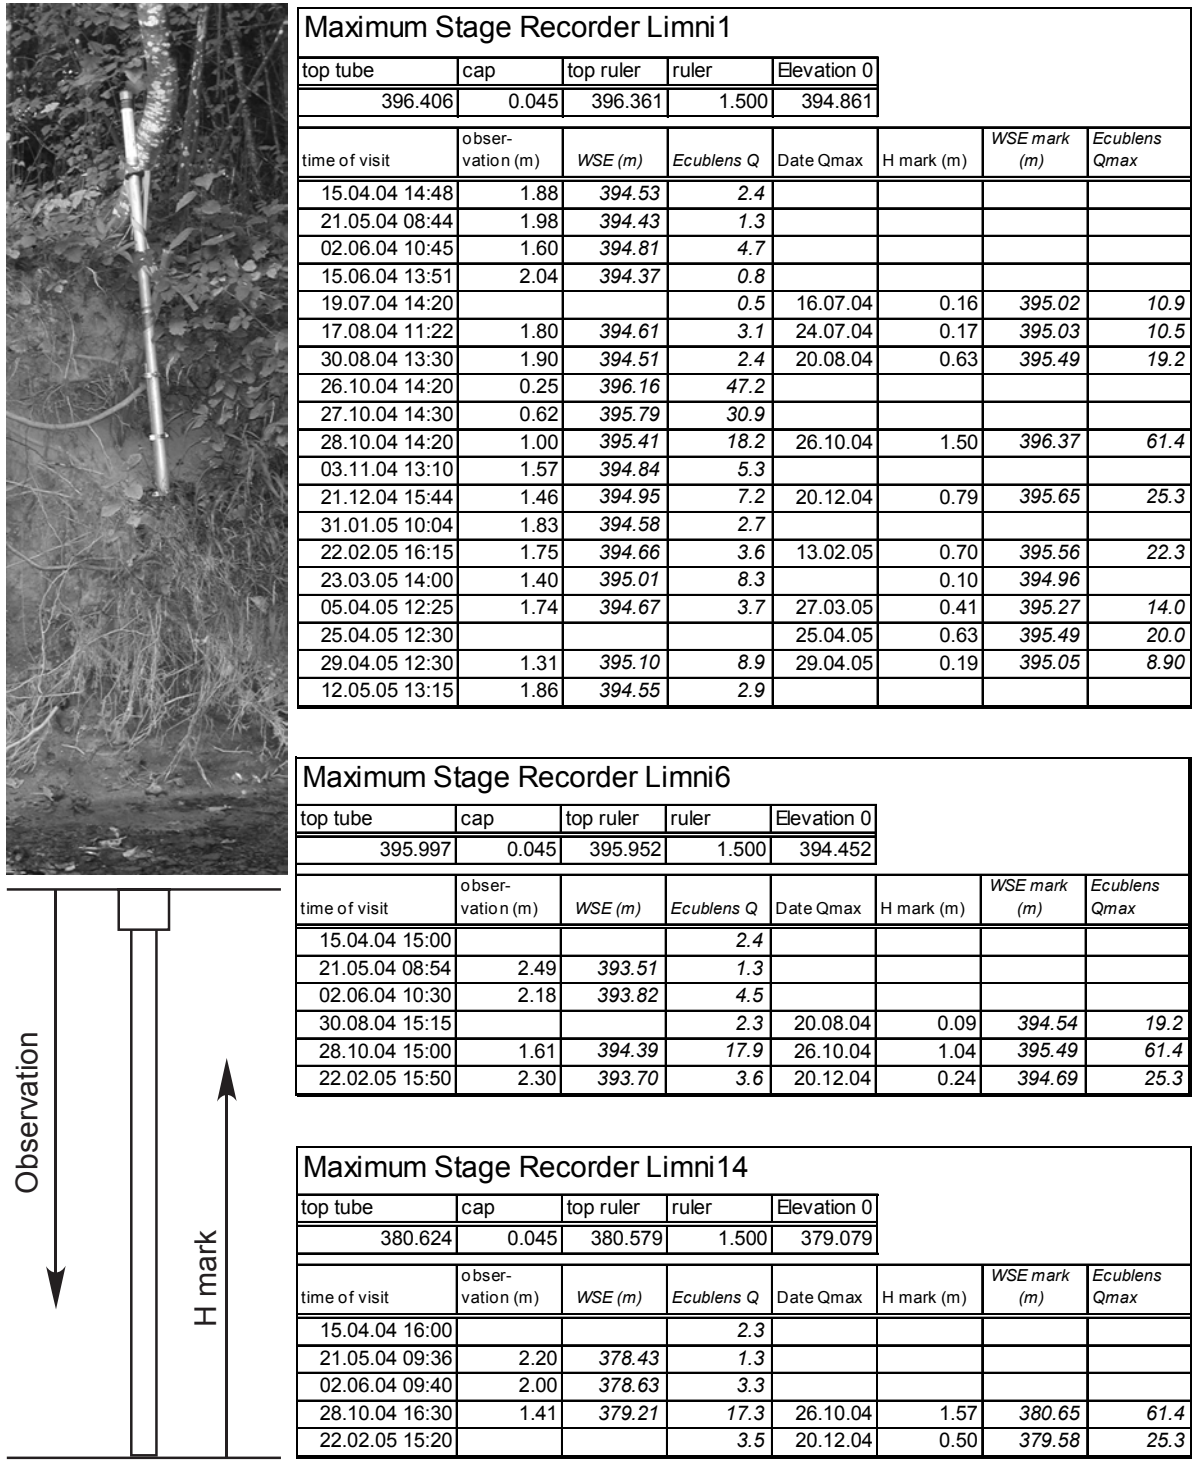 Maximum Stage Recorder Limni1
top tube cap top ruler ruler Elevation 0
396.406 0.045 396.361 1.500 394.861
time of visit obser-vation (m) WSE (m) Ecublens Q Date Qmax H mark (m) WSE mark (m) Ecublens Qmax
15.04.04 14:48 1.88 394.53 2.4
21.05.04 08:44 1.98 394.43 1.3
02.06.04 10:45 1.60 394.81 4.7
15.06.04 13:51 2.04 394.37 0.8
19.07.04 14:20 0.5 16.07.04 0.16 395.02 10.9
17.08.04 11:22 1.80 394.61 3.1 24.07.04 0.17 395.03 10.5
30.08.04 13:30 1.90 394.51 2.4 20.08.04 0.63 395.49 19.2
26.10.04 14:20 0.25 396.16 47.2
27.10.04 14:30 0.62 395.79 30.9
28.10.04 14:20 1.00 395.41 18.2 26.10.04 1.50 396.37 61.4
03.11.04 13:10 1.57 394.84 5.3
21.12.04 15:44 1.46 394.95 7.2 20.12.04 0.79 395.65 25.3
31.01.05 10:04 1.83 394.58 2.7
22.02.05 16:15 1.75 394.66 3.6 13.02.05 0.70 395.56 22.3
23.03.05 14:00 1.40 395.01 8.3 0.10 394.96
05.04.05 12:25 1.74 394.67 3.7 27.03.05 0.41 395.27 14.0
25.04.05 12:30 25.04.05 0.63 395.49 20.0
29.04.05 12:30 1.31 395.10 8.9 29.04.05 0.19 395.05 8.90
12.05.05 13:15 1.86 394.55 2.9
Maximum Stage Recorder Limni6
top tube cap top ruler ruler Elevation 0
395.997 0.045 395.952 1.500 394.452
time of visit obser-vation (m) WSE (m) Ecublens Q Date Qmax H mark (m) WSE mark (m) Ecublens Qmax
15.04.04 15:00 2.4
21.05.04 08:54 2.49 393.51 1.3
02.06.04 10:30 2.18 393.82 4.5
30.08.04 15:15 2.3 20.08.04 0.09 394.54 19.2
28.10.04 15:00 1.61 394.39 17.9 26.10.04 1.04 395.49 61.4
22.02.05 15:50 2.30 393.70 3.6 20.12.04 0.24 394.69 25.3
Maximum Stage Recorder Limni14
top tube cap top ruler ruler Elevation 0
380.624 0.045 380.579 1.500 379.079
time of visit obser-vation (m) WSE (m) Ecublens Q Date Qmax H mark (m) WSE mark (m) Ecublens Qmax
15.04.04 16:00 2.3
21.05.04 09:36 2.20 378.43 1.3
02.06.04 09:40 2.00 378.63 3.3
28.10.04 16:30 1.41 379.21 17.3 26.10.04 1.57 380.65 61.4
22.02.05 15:20 3.5 20.12.04 0.50 379.58 25.3
Observation
H mark